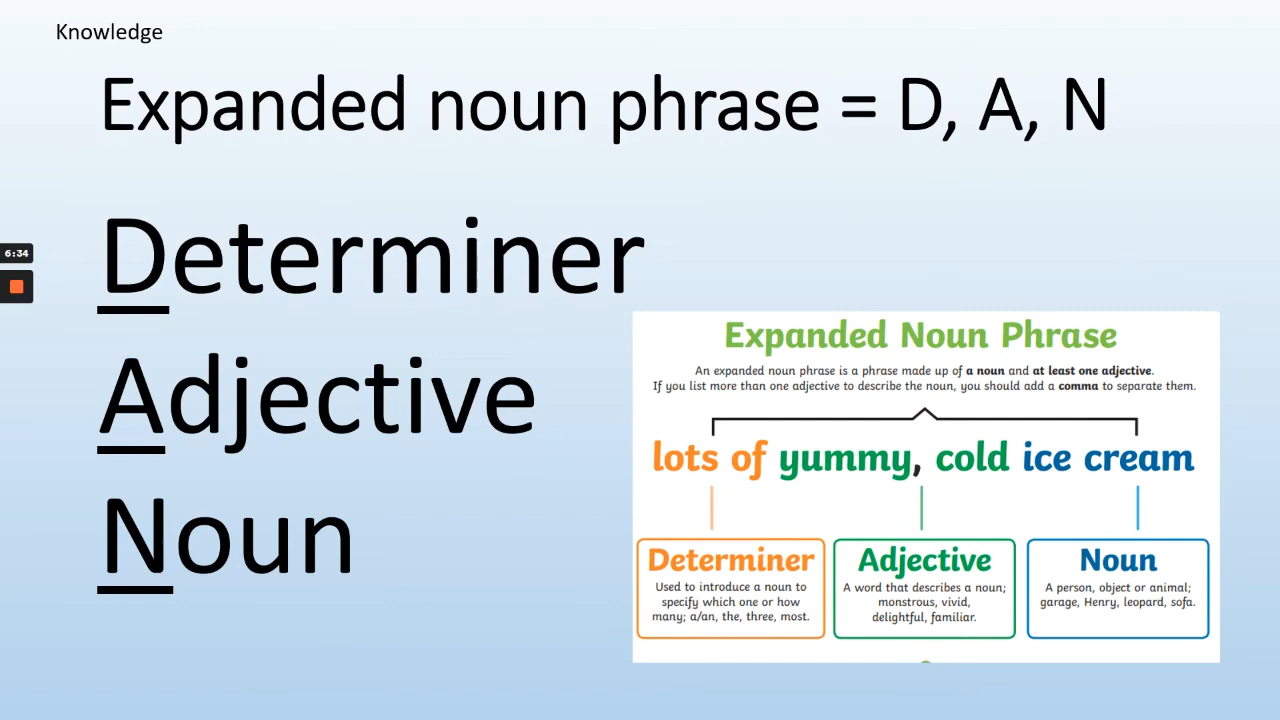 Knowledge
Expanded noun phrase = D, A, N
Determiner
Adjective
Noun
6:34
Expanded Noun Phrase
An expanded noun phrase is a phrase made up of a noun and at least one adjective.
If you list more than one adjective to describe the noun, you should add a comma to separate them.
lots of yummy, cold ice cream
Determiner
Used to introduce a noun to
specify which one or how
many; a/an, the, three, most.
Adjective
A word that describes a noun;
monstrous, vivid,
delightful, familiar.
Noun
A person, object or animal;
garage, Henry, leopard, sofa.